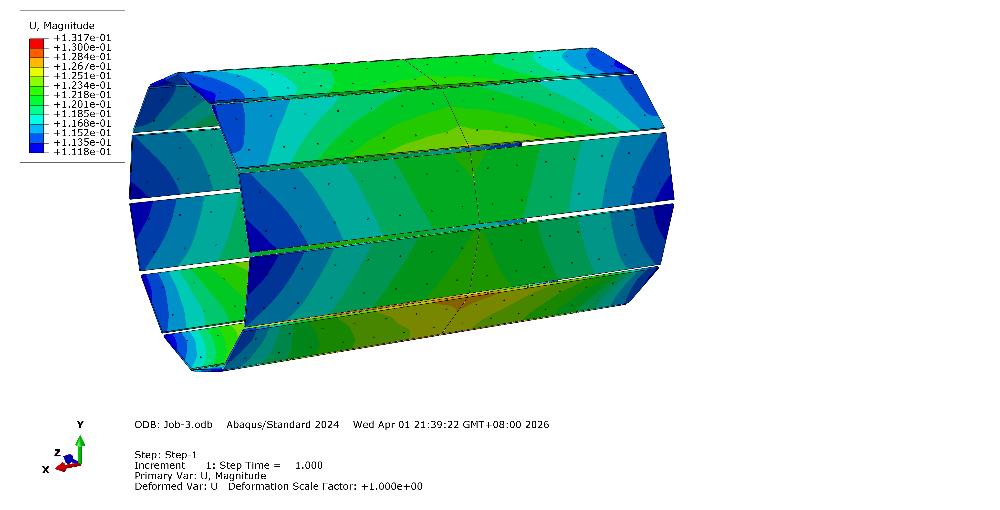 U, Magnitude
+1.317e-01
+1.300e-01
+1.284e-01
+1.267e-01
+1.251e-01
+1.234e-01
+1.218e-01
+1.201e-01
+1.185e-01
+1.168e-01
+1.152e-01
+1.135e-01
+1.118e-01
Y
Z
X
ODB: Job-3.odb Abaqus/Standard 2024 Wed Apr 01 21:39:22 GMT+08:00 2026
Step: Step-1
Increment 1: Step Time = 1.000
Primary Var: U, Magnitude
Deformed Var: U Deformation Scale Factor: +1.000e+00